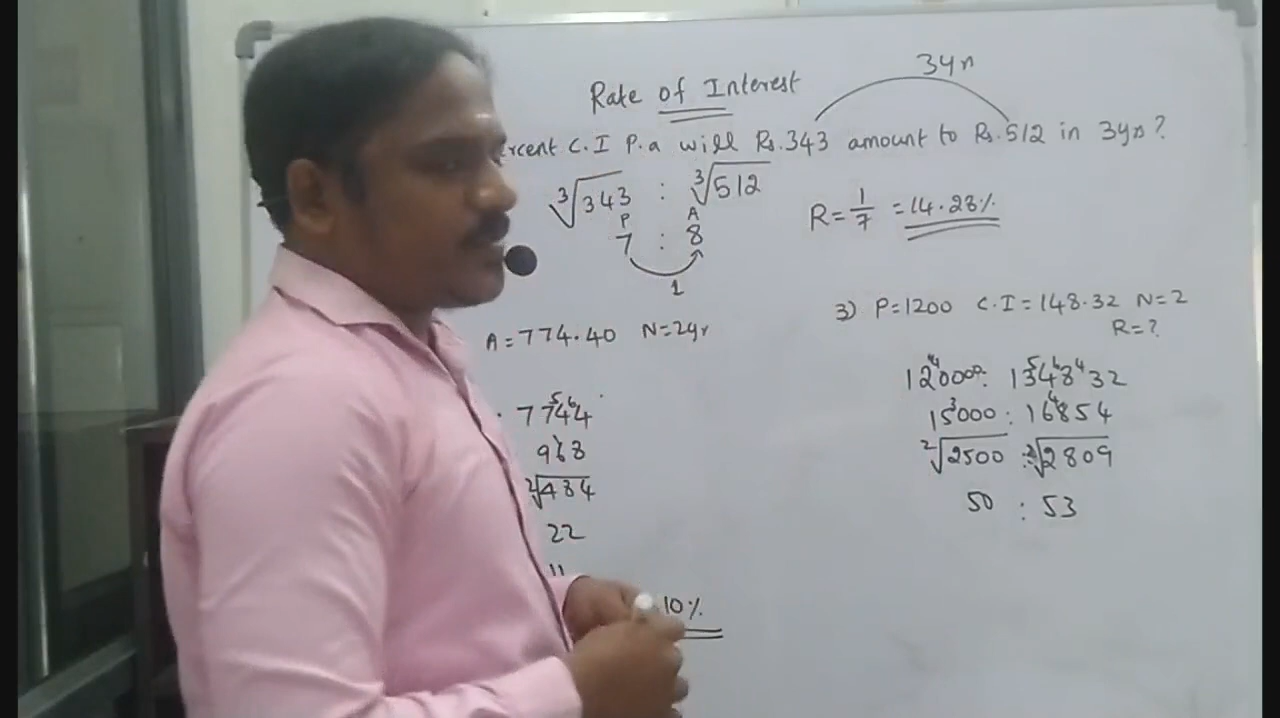 3yrs
Rate of Interest
rcent C.I P.a will Rs.343 amount to Rs.512 in 3yrs?
3√343 : 3√512
P A
7 : 8
1
R = 1/7 = 14.28%
A = 774.40 N=2yr
7744
968
2√484
22
11
10%
3) P=1200 C.I = 148.32 N=2
R=?
120000 : 134832
15000 : 16854
2√2500 : 2√2809
50 : 53